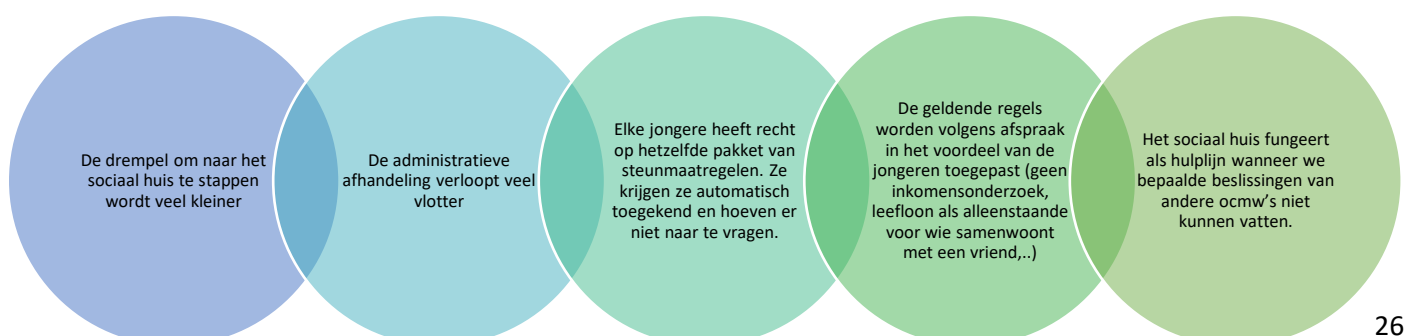 De drempel om naar het
sociaal huis te stappen
wordt veel kleiner
De administratieve
afhandeling verloopt veel
vlotter
Elke jongere heeft recht
op hetzelfde pakket van
steunmaatregelen. Ze
krijgen ze automatisch
toegekend en hoeven er
niet naar te vragen.
De geldende regels
worden volgens afspraak
in het voordeel van de
jongeren toegepast (geen
inkomensonderzoek,
leefloon als alleenstaande
voor wie samenwoont
met een vriend,..)
Het sociaal huis fungeert
als hulplijn wanneer we
bepaalde beslissingen van
andere ocmw’s niet
kunnen vatten.
26